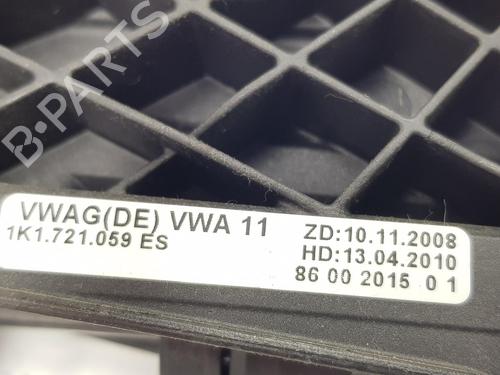 B-PARTS
B-PARTS
VWAG(DE) VWA 11
1K1.721.059 ES
ZD:10.11.2008
HD:13.04.2010
86 00 2015 0 1